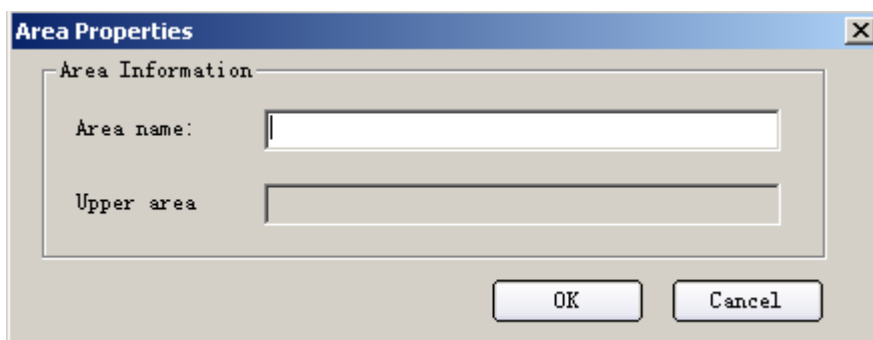 Area Properties
Area Information
Area name:
Upper area
OK
Cancel